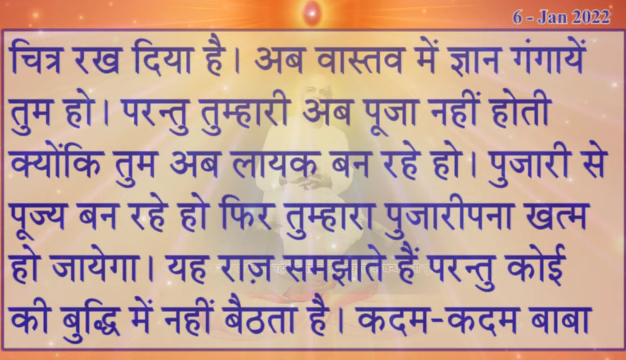 6 - Jan 2022
चित्र रख दिया है। अब वास्तव में ज्ञान गंगायें
तुम हो। परन्तु तुम्हारी अब पूजा नहीं होती
क्योंकि तुम अब लायक बन रहे हो। पुजारी से
पूज्य बन रहे हो फिर तुम्हारा पुजारीपना खत्म
हो जायेगा। यह राज़ समझाते हैं परन्तु कोई
की बुद्धि में नहीं बैठता है। कदम-कदम बाबा